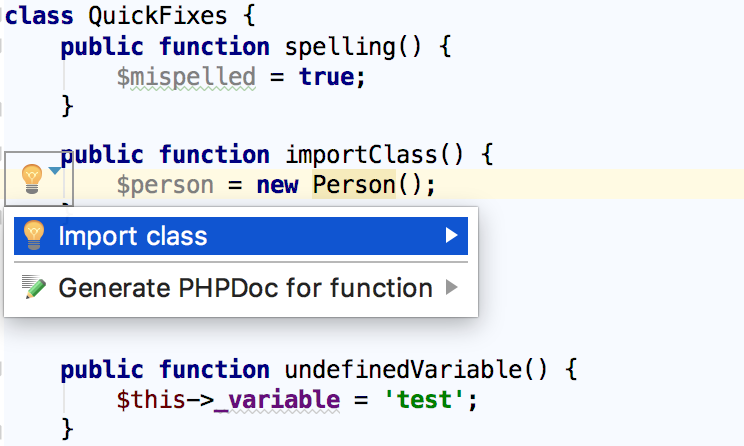 class QuickFixes {
public function spelling() {
$mispelled = true;
}
public function importClass() {
$person = new Person();
Import class
Generate PHPDoc for function
public function undefinedVariable() {
$this->_variable = 'test';
}